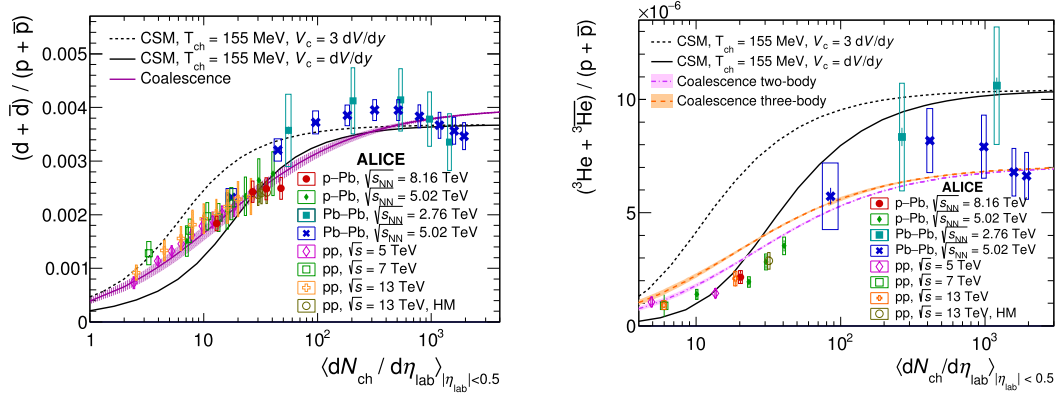 (d + d̅) / (p + p̅)
0.005
0.004
0.003
0.002
0.001
0
CSM, T_ch = 155 MeV, V_c = 3 dV/dy
CSM, T_ch = 155 MeV, V_c = dV/dy
Coalescence
ALICE
p–Pb, √s_NN = 8.16 TeV
p–Pb, √s_NN = 5.02 TeV
Pb–Pb, √s_NN = 2.76 TeV
Pb–Pb, √s_NN = 5.02 TeV
pp, √s = 5 TeV
pp, √s = 7 TeV
pp, √s = 13 TeV
pp, √s = 13 TeV, HM
1 10 10² 10³
⟨dN_ch / dη_lab⟩_|η_lab|<0.5
×10⁻⁶
(³He + ³H̅e̅) / (p + p̅)
10
5
0
CSM, T_ch = 155 MeV, V_c = 3 dV/dy
CSM, T_ch = 155 MeV, V_c = dV/dy
Coalescence two-body
Coalescence three-body
ALICE
p–Pb, √s_NN = 8.16 TeV
p–Pb, √s_NN = 5.02 TeV
Pb–Pb, √s_NN = 2.76 TeV
Pb–Pb, √s_NN = 5.02 TeV
pp, √s = 5 TeV
pp, √s = 7 TeV
pp, √s = 13 TeV
pp, √s = 13 TeV, HM
10 10² 10³
⟨dN_ch/dη_lab⟩_|η_lab| < 0.5